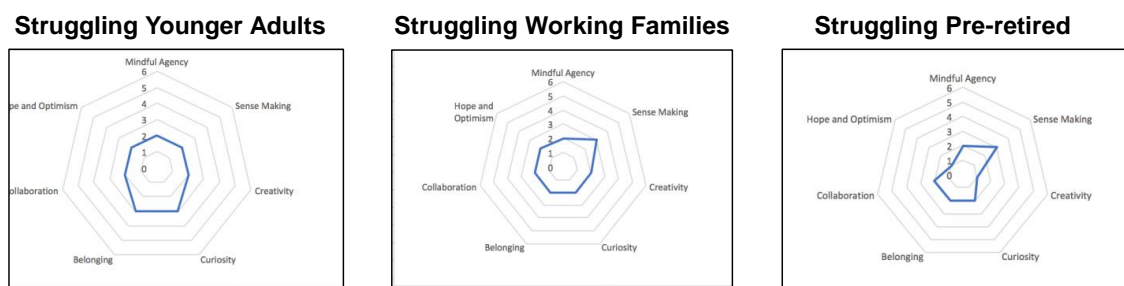 Struggling Younger Adults
Mindful Agency
6
5
4
3
2
1
0
ope and Optimism
Sense Making
ollaboration
Creativity
Belonging
Curiosity
Struggling Working Families
Mindful Agency
6
5
4
3
2
1
0
Hope and
Optimism
Sense Making
Collaboration
Creativity
Belonging
Curiosity
Struggling Pre-retired
Mindful Agency
6
5
4
3
2
1
0
Hope and Optimism
Sense Making
Collaboration
Creativity
Belonging
Curiosity